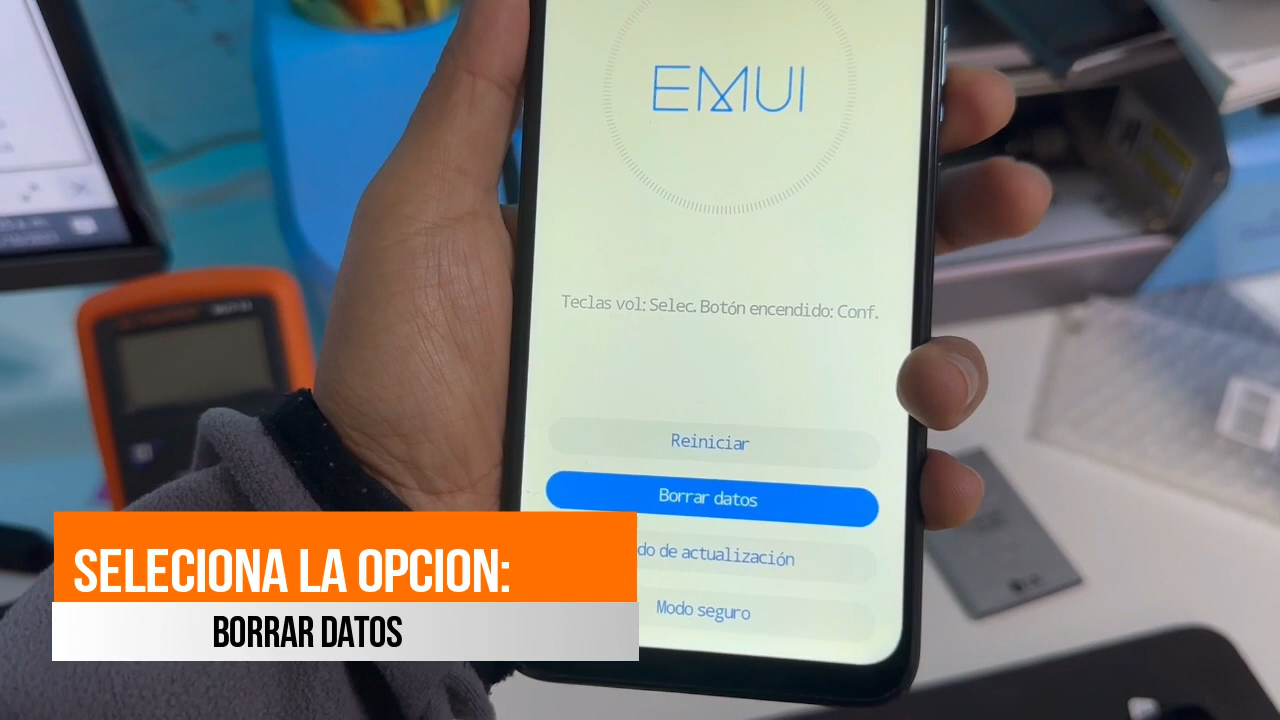 EMUI
Teclas vol: Selec. Botón encendido: Conf.
Reiniciar
Borrar datos
do de actualización
Modo seguro
SELECIONA LA OPCION:
BORRAR DATOS